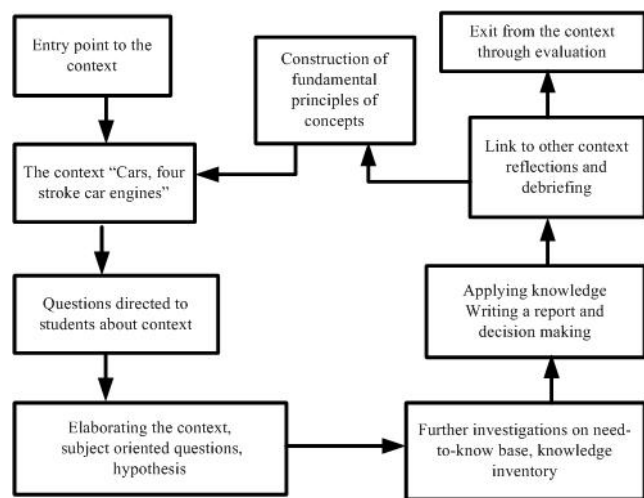 Entry point to the
context
The context “Cars, four
stroke car engines”
Questions directed to
students about context
Elaborating the context,
subject oriented questions,
hypothesis
Further investigations on need-
to-know base, knowledge
inventory
Applying knowledge
Writing a report and
decision making
Link to other context
reflections and
debriefing
Exit from the context
through evaluation
Construction of
fundamental
principles of
concepts